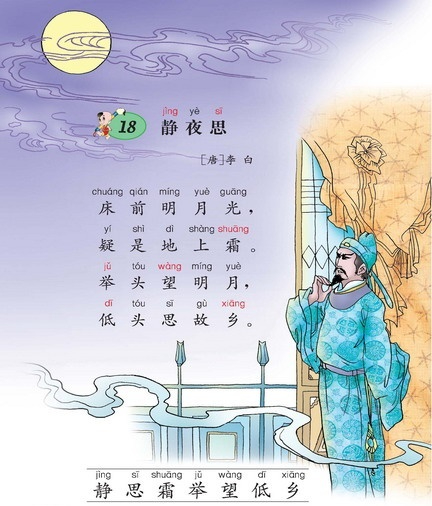 jìng yè sī
18 静夜思
[唐]李白
chuáng qián míng yuè guāng
床前明月光，
yí shì dì shàng shuāng
疑是地上霜。
jǔ tóu wàng míng yuè
举头望明月，
dī tóu sī gù xiāng
低头思故乡。
jìng sī shuāng jǔ wàng dī xiāng
静思霜举望低乡